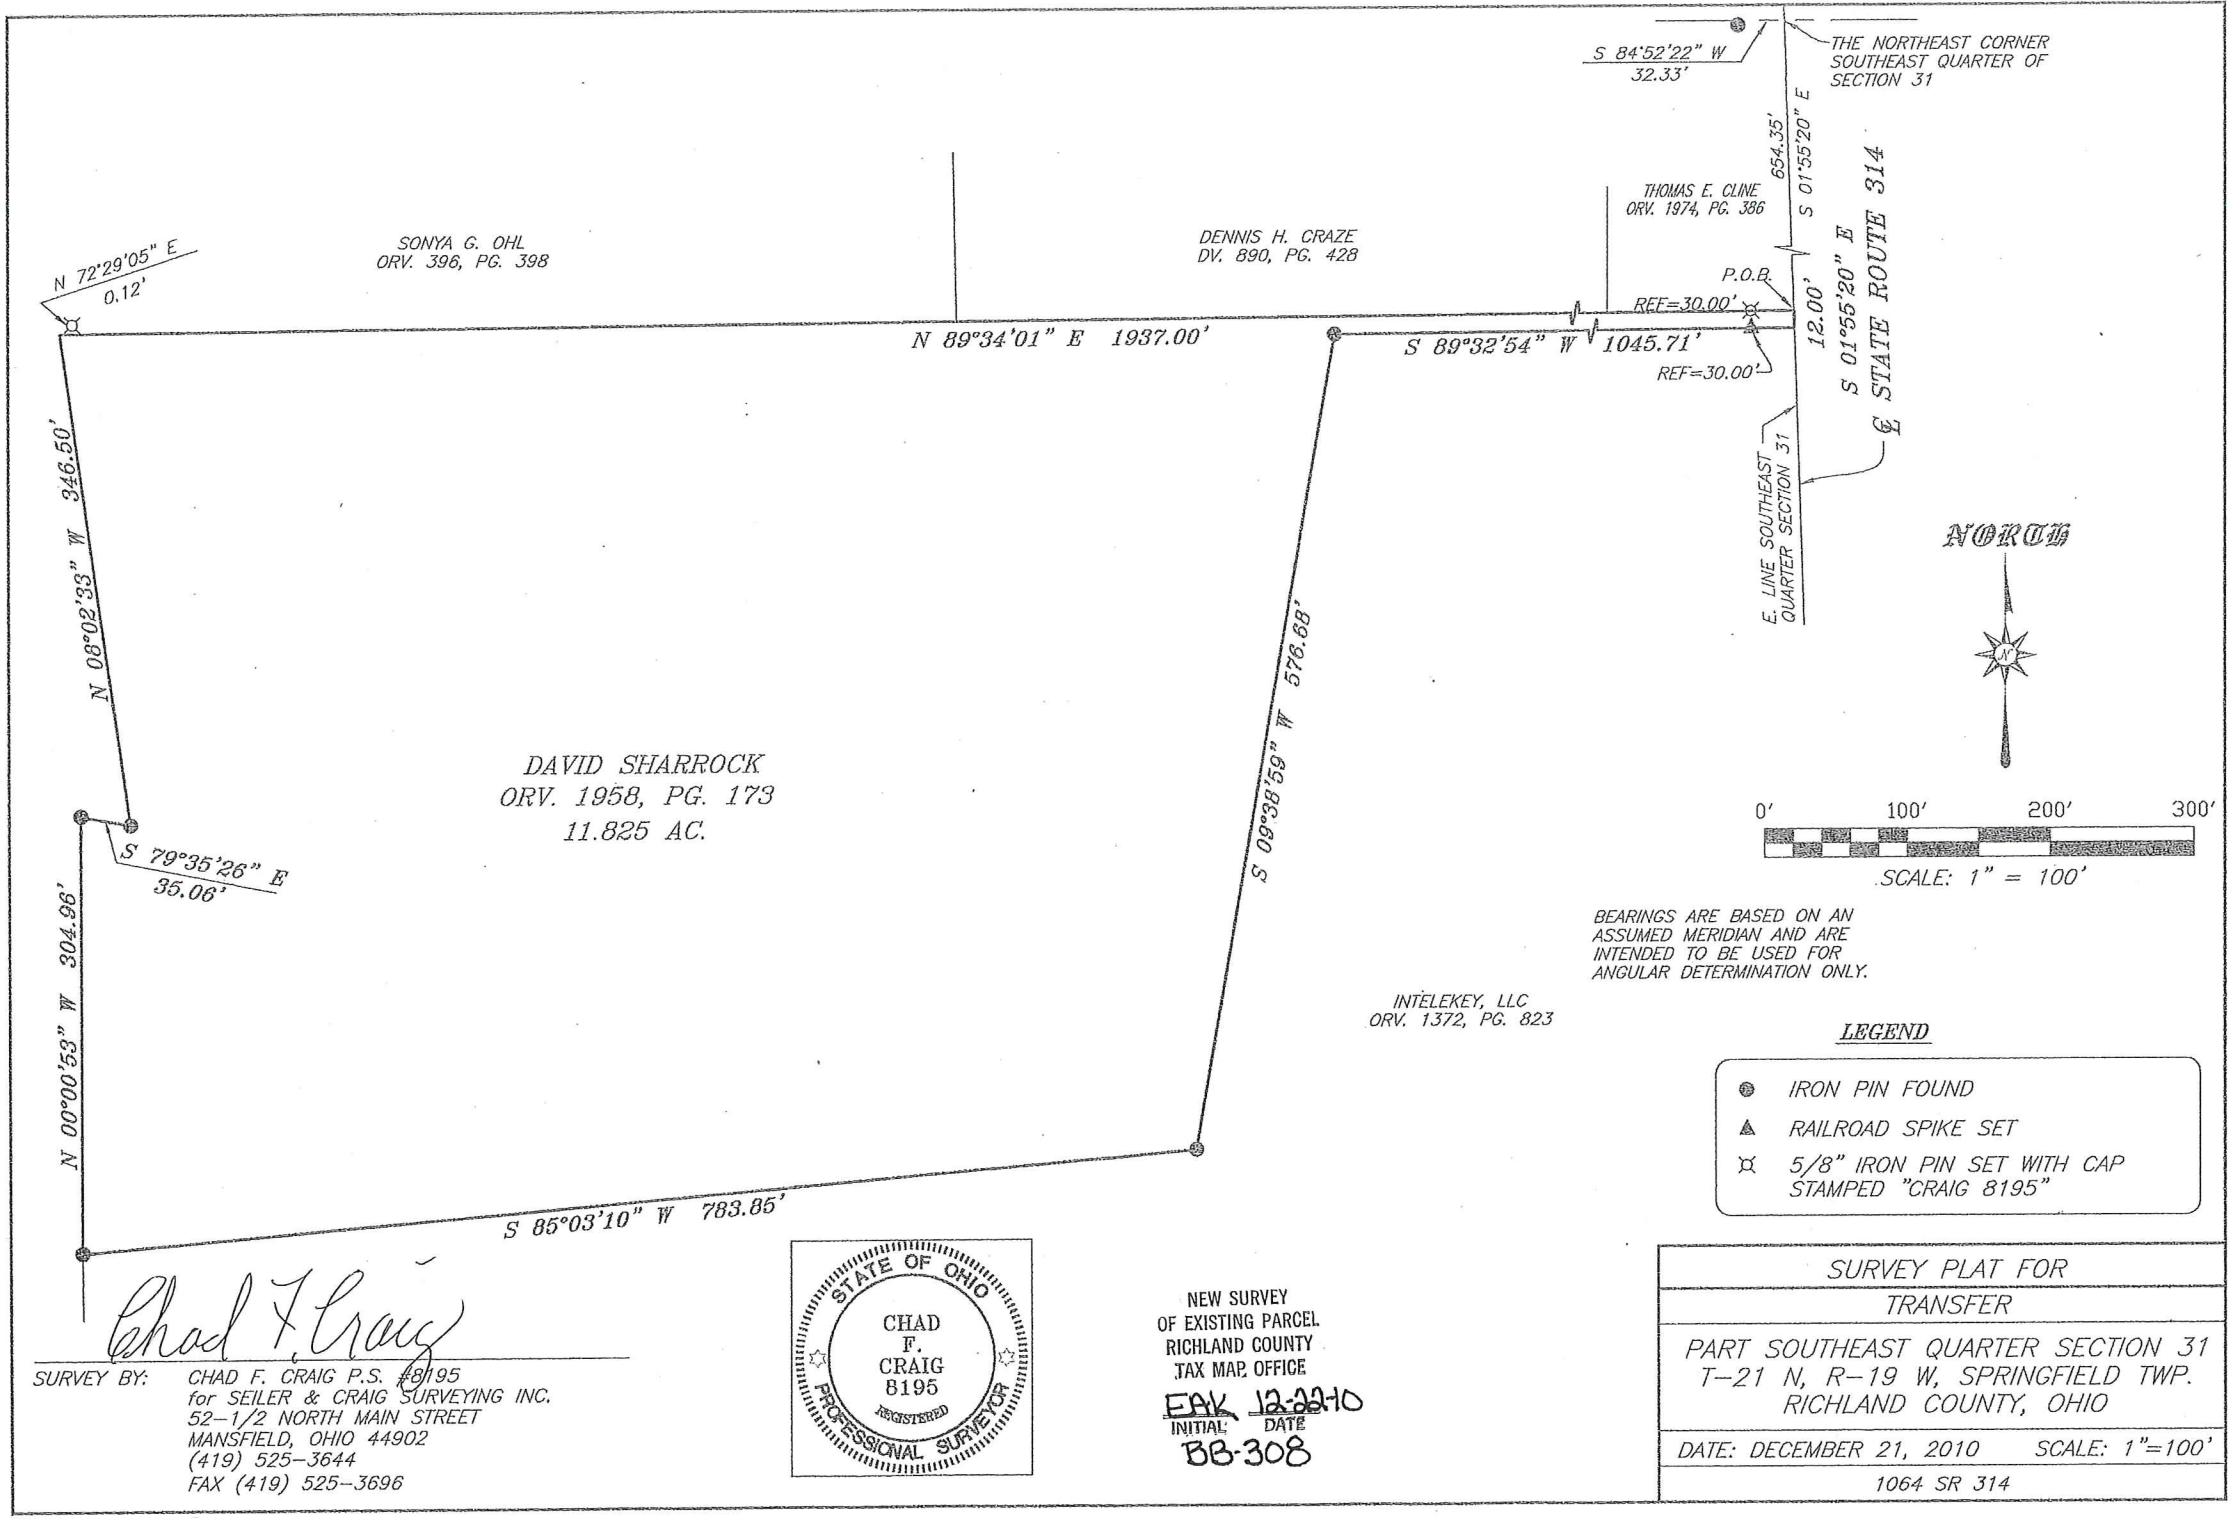 S 84°52'22" W
32.33'
THE NORTHEAST CORNER
SOUTHEAST QUARTER OF
SECTION 31
654.35'
S 01°55'20" E
THOMAS E. CLINE
ORV. 1974, PG. 386
SONYA G. OHL
ORV. 396, PG. 398
DENNIS H. CRAZE
DV. 890, PG. 428
N 72°29'05" E
0.12'
P.O.B.
REF=30.00'
12.00'
S 01°55'20" E
℄ STATE ROUTE 314
N 89°34'01" E 1937.00'
S 89°32'54" W 1045.71'
REF=30.00'
E. LINE SOUTHEAST
QUARTER SECTION 31
N 08°02'33" W 346.50'
S 09°38'59" W 576.68'
NORTH
N
DAVID SHARROCK
ORV. 1958, PG. 173
11.825 AC.
0' 100' 200' 300'
SCALE: 1" = 100'
S 79°35'26" E
35.06'
N 00°00'53" W 304.96'
BEARINGS ARE BASED ON AN
ASSUMED MERIDIAN AND ARE
INTENDED TO BE USED FOR
ANGULAR DETERMINATION ONLY.
INTELEKEY, LLC
ORV. 1372, PG. 823
LEGEND
IRON PIN FOUND
RAILROAD SPIKE SET
5/8" IRON PIN SET WITH CAP
STAMPED "CRAIG 8195"
S 85°03'10" W 783.85'
Chad F. Craig
SURVEY BY: CHAD F. CRAIG P.S. #8195
for SEILER & CRAIG SURVEYING INC.
52-1/2 NORTH MAIN STREET
MANSFIELD, OHIO 44902
(419) 525-3644
FAX (419) 525-3696
STATE OF OHIO
CHAD
F.
CRAIG
8195
REGISTERED
PROFESSIONAL SURVEYOR
NEW SURVEY
OF EXISTING PARCEL
RICHLAND COUNTY
TAX MAP OFFICE
EAK 12-22-10
INITIAL DATE
BB-308
SURVEY PLAT FOR
TRANSFER
PART SOUTHEAST QUARTER SECTION 31
T-21 N, R-19 W, SPRINGFIELD TWP.
RICHLAND COUNTY, OHIO
DATE: DECEMBER 21, 2010 SCALE: 1"=100'
1064 SR 314